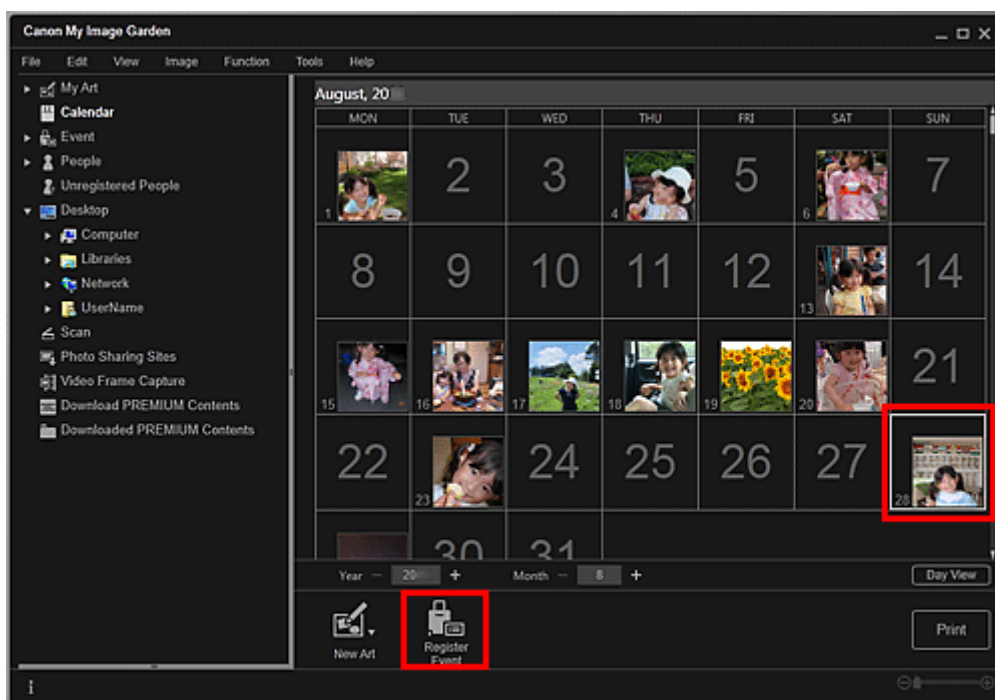 Canon My Image Garden
File Edit View Image Function Tools Help
My Art
Calendar
Event
People
Unregistered People
Desktop
Computer
Libraries
Network
UserName
Scan
Photo Sharing Sites
Video Frame Capture
Download PREMIUM Contents
Downloaded PREMIUM Contents
August, 20
MON TUE WED THU FRI SAT SUN
1 2 3 4 5 6 7
8 9 10 11 12 13 14
15 16 17 18 19 20 21
22 23 24 25 26 27 28
30 31
Year − 20 + Month − 8 + Day View
New Art
Register Event
Print
i